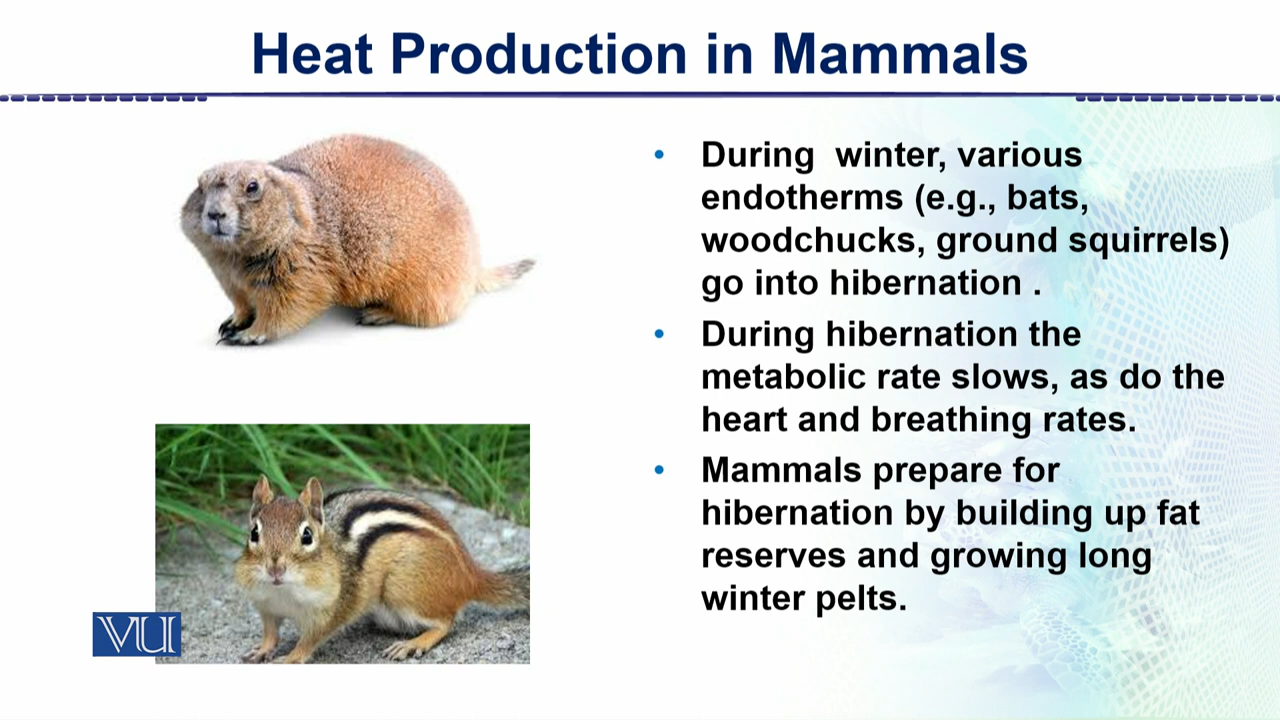 Heat Production in Mammals
• During  winter, various
endotherms (e.g., bats,
woodchucks, ground squirrels)
go into hibernation .
• During hibernation the
metabolic rate slows, as do the
heart and breathing rates.
• Mammals prepare for
hibernation by building up fat
reserves and growing long
winter pelts.
VU